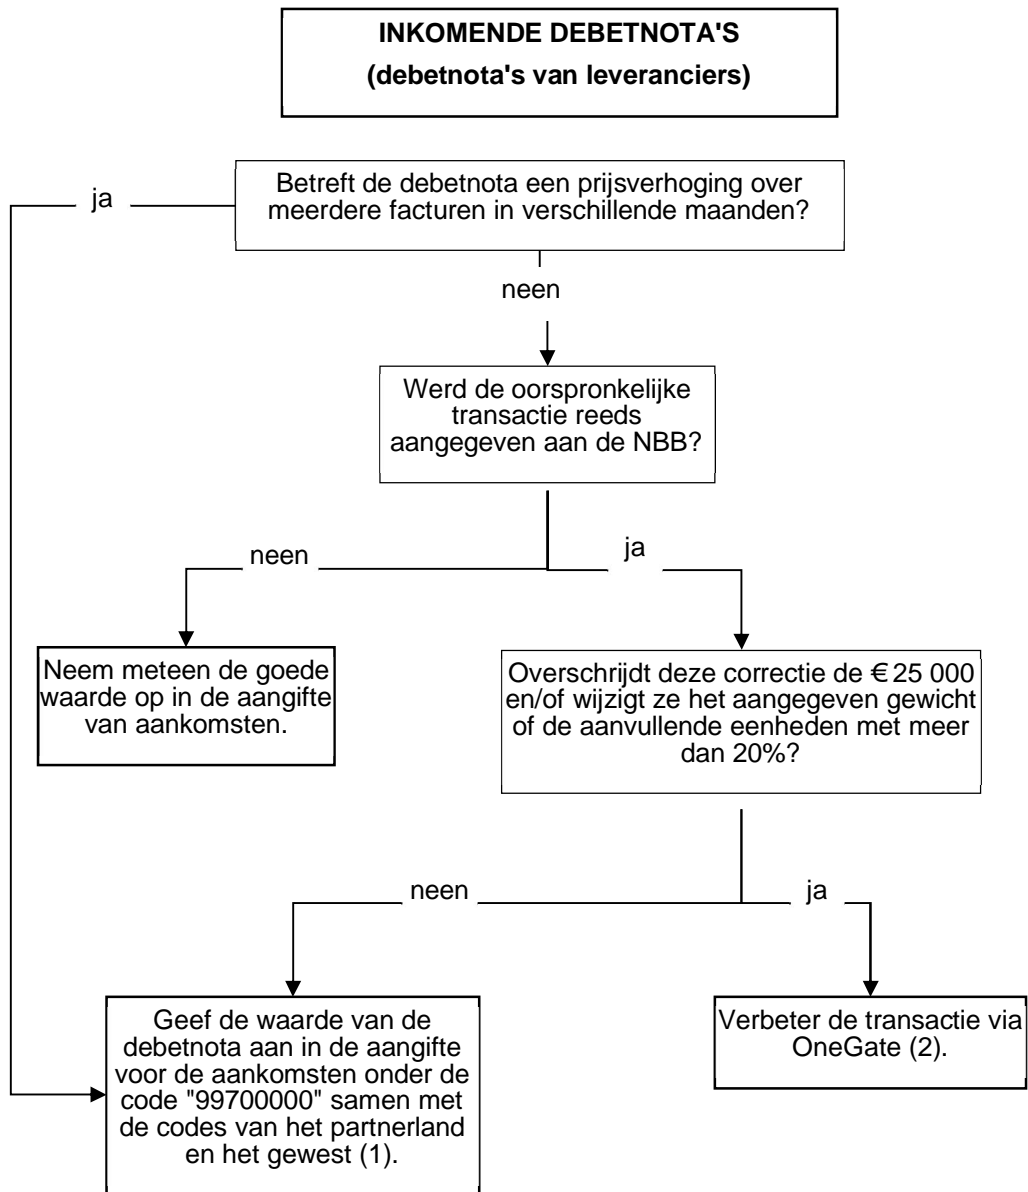 INKOMENDE DEBETNOTA'S
(debetnota's van leveranciers)
ja
Betreft de debetnota een prijsverhoging over
meerdere facturen in verschillende maanden?
neen
Werd de oorspronkelijke
transactie reeds
aangegeven aan de NBB?
neen
ja
Neem meteen de goede
waarde op in de aangifte
van aankomsten.
Overschrijdt deze correctie de € 25 000
en/of wijzigt ze het aangegeven gewicht
of de aanvullende eenheden met meer
dan 20%?
neen
ja
Geef de waarde van de
debetnota aan in de aangifte
voor de aankomsten onder de
code "99700000" samen met
de codes van het partnerland
en het gewest (1).
Verbeter de transactie via
OneGate (2).